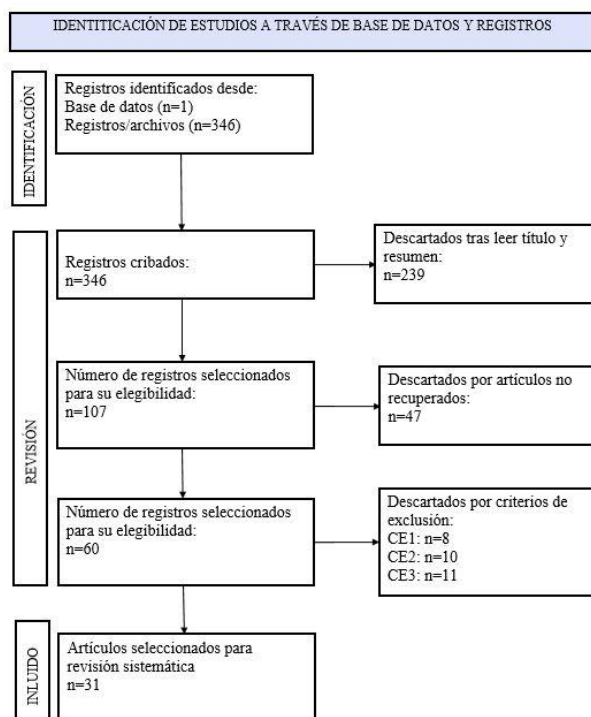 IDENTITICACIÓN DE ESTUDIOS A TRAVÉS DE BASE DE DATOS Y REGISTROS
IDENTIFICACIÓN
Registros identificados desde:
Base de datos (n=1)
Registros/archivos (n=346)
REVISIÓN
Registros cribados:
n=346
Descartados tras leer título y
resumen:
n=239
Número de registros seleccionados
para su elegibilidad:
n=107
Descartados por artículos no
recuperados:
n=47
Número de registros seleccionados
para su elegibilidad:
n=60
Descartados por criterios de
exclusión:
CE1: n=8
CE2: n=10
CE3: n=11
INLUIDO
Artículos seleccionados para
revisión sistemática
n=31